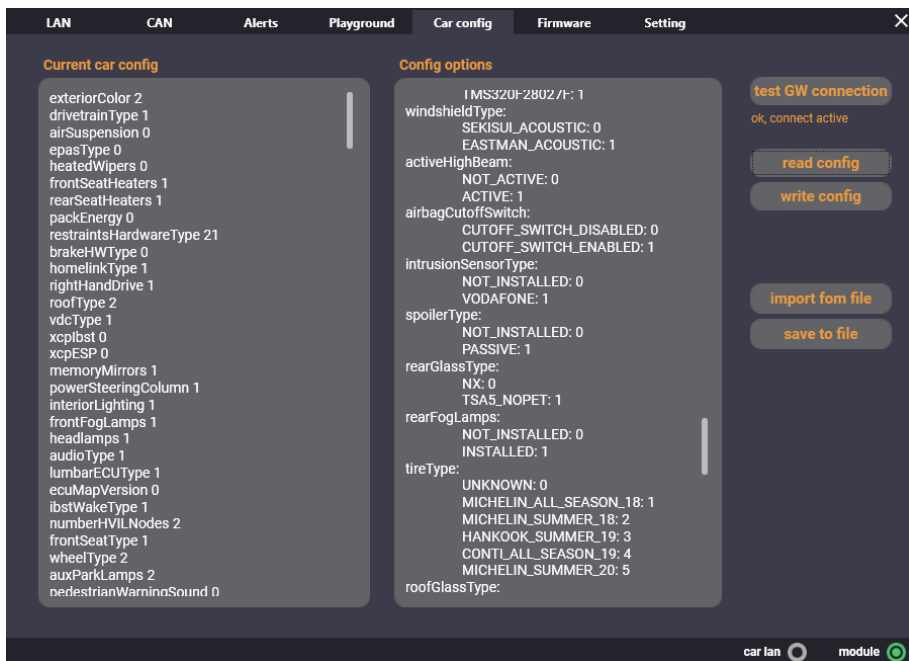 LAN CAN Alerts Playground Car config Firmware Setting
Current car config
exteriorColor 2
drivetrainType 1
airSuspension 0
epasType 0
heatedWipers 0
frontSeatHeaters 1
rearSeatHeaters 1
packEnergy 0
restraintsHardwareType 21
brakeHWType 0
homelinkType 1
rightHandDrive 1
roofType 2
vdcType 1
xcpIbst 0
xcpESP 0
memoryMirrors 1
powerSteeringColumn 1
interiorLighting 1
frontFogLamps 1
headlamps 1
audioType 1
lumbarECUType 1
ecuMapVersion 0
ibstWakeType 1
numberHVILNodes 2
frontSeatType 1
wheelType 2
auxParkLamps 2
pedestrianWarningSound 0
Config options
TMS320F28027F: 1
windshieldType:
SEKISUI_ACOUSTIC: 0
EASTMAN_ACOUSTIC: 1
activeHighBeam:
NOT_ACTIVE: 0
ACTIVE: 1
airbagCutoffSwitch:
CUTOFF_SWITCH_DISABLED: 0
CUTOFF_SWITCH_ENABLED: 1
intrusionSensorType:
NOT_INSTALLED: 0
VODAFONE: 1
spoilerType:
NOT_INSTALLED: 0
PASSIVE: 1
rearGlassType:
NX: 0
TSA5_NOPET: 1
rearFogLamps:
NOT_INSTALLED: 0
INSTALLED: 1
tireType:
UNKNOWN: 0
MICHELIN_ALL_SEASON_18: 1
MICHELIN_SUMMER_18: 2
HANKOOK_SUMMER_19: 3
CONTI_ALL_SEASON_19: 4
MICHELIN_SUMMER_20: 5
roofGlassType:
test GW connection
ok, connect active
read config
write config
import fom file
save to file
car lan module